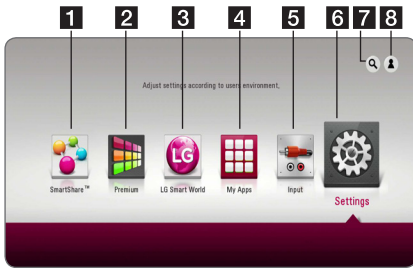 1 2 3 4 5 6 7 8
Adjust settings according to users environment.
LG
SmartShare™ Premium LG Smart World My Apps Input Settings